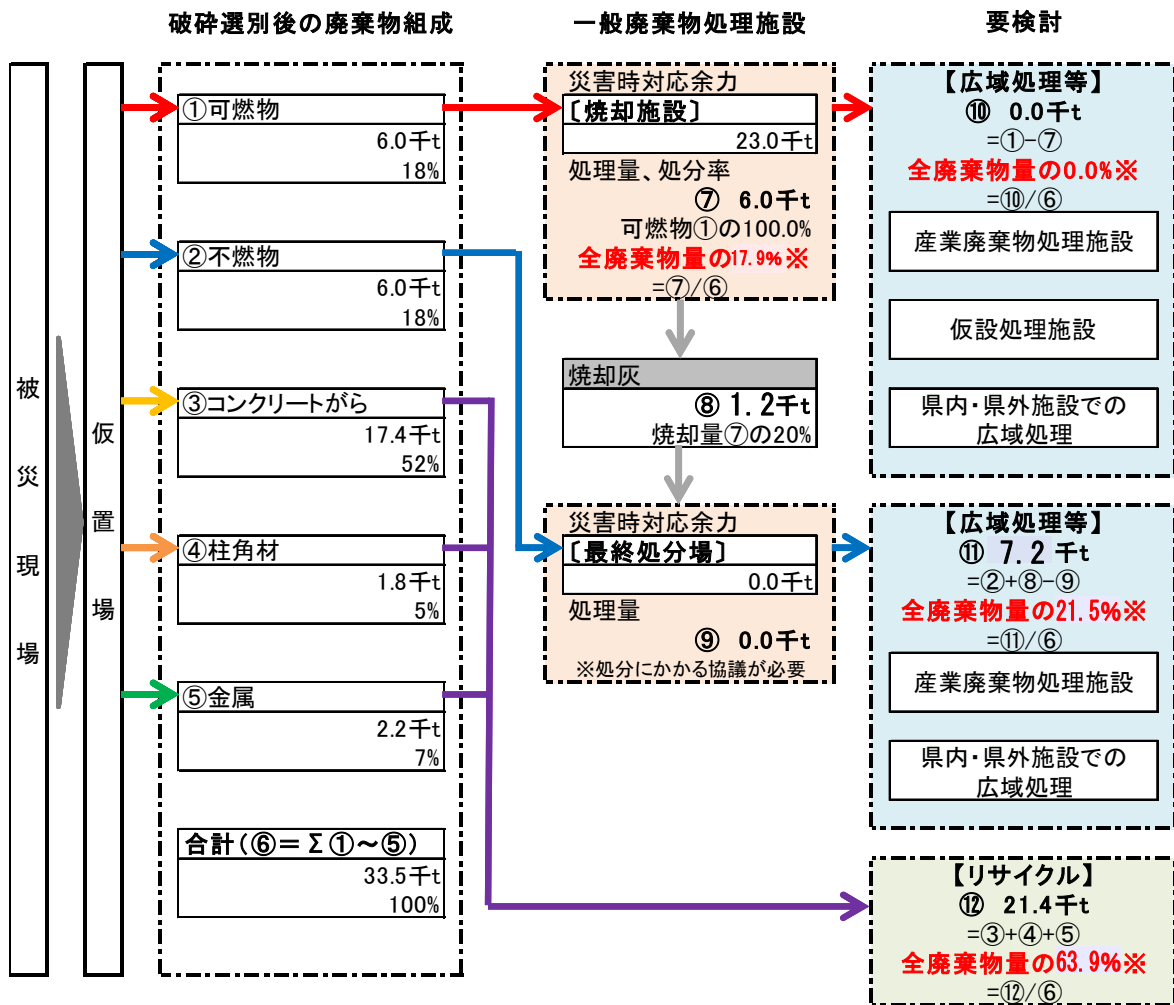 破砕選別後の廃棄物組成
一般廃棄物処理施設
要検討
被災現場
仮置場
①可燃物
6.0千t
18%
②不燃物
6.0千t
18%
③コンクリートがら
17.4千t
52%
④柱角材
1.8千t
5%
⑤金属
2.2千t
7%
合計(⑥=Σ①~⑤)
33.5千t
100%
災害時対応余力
〔焼却施設〕
23.0千t
処理量、処分率
⑦ 6.0千t
可燃物①の100.0%
全廃棄物量の17.9%※
=⑦/⑥
焼却灰
⑧ 1.2千t
焼却量⑦の20%
災害時対応余力
〔最終処分場〕
0.0千t
処理量
⑨ 0.0千t
※処分にかかる協議が必要
【広域処理等】
⑩ 0.0千t
=①-⑦
全廃棄物量の0.0%※
=⑩/⑥
産業廃棄物処理施設
仮設処理施設
県内・県外施設での
広域処理
【広域処理等】
⑪ 7.2 千t
=②+⑧-⑨
全廃棄物量の21.5%※
=⑪/⑥
産業廃棄物処理施設
県内・県外施設での
広域処理
【リサイクル】
⑫ 21.4千t
=③+④+⑤
全廃棄物量の63.9%※
=⑫/⑥